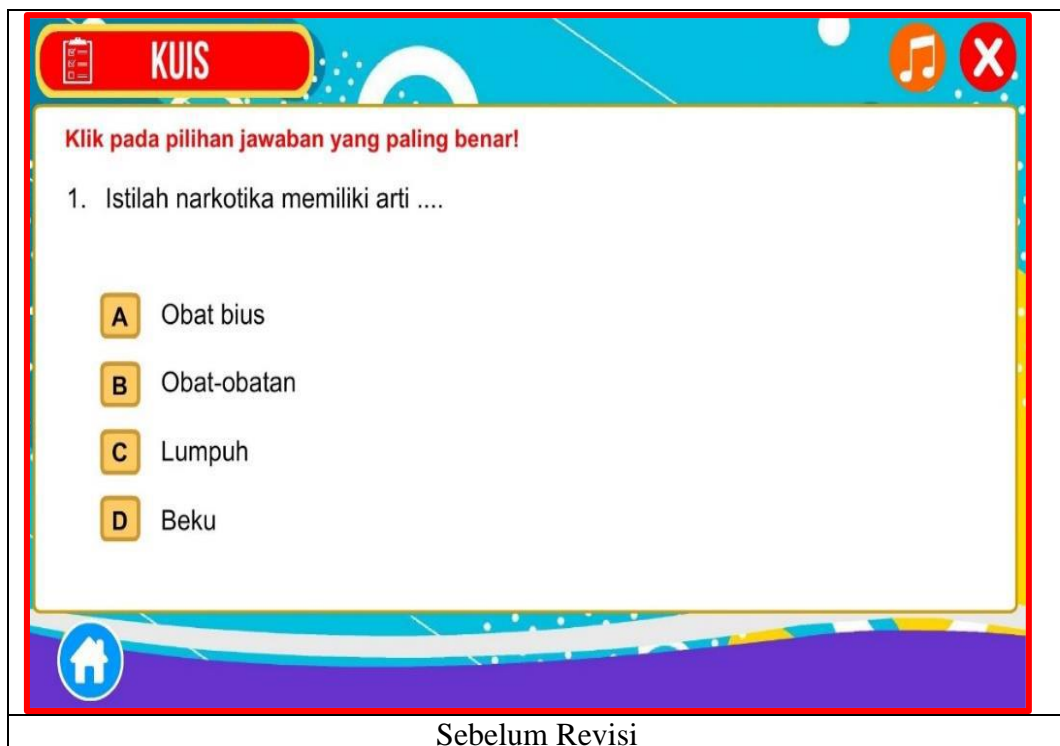 KUIS
Klik pada pilihan jawaban yang paling benar!
1. Istilah narkotika memiliki arti ....
A Obat bius
B Obat-obatan
C Lumpuh
D Beku
Sebelum Revisi